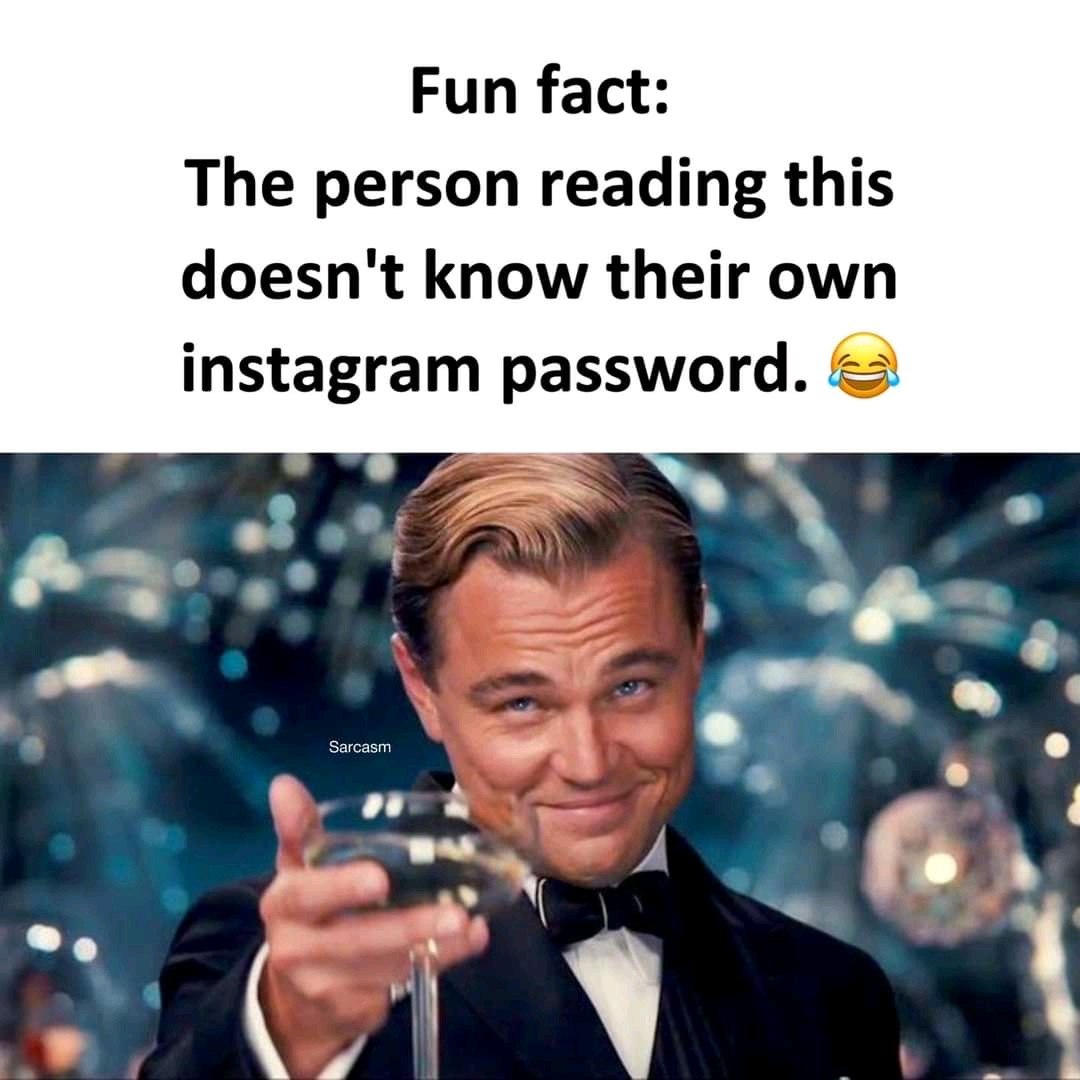 Fun fact:
The person reading this
doesn't know their own
instagram password. 😂
Sarcasm